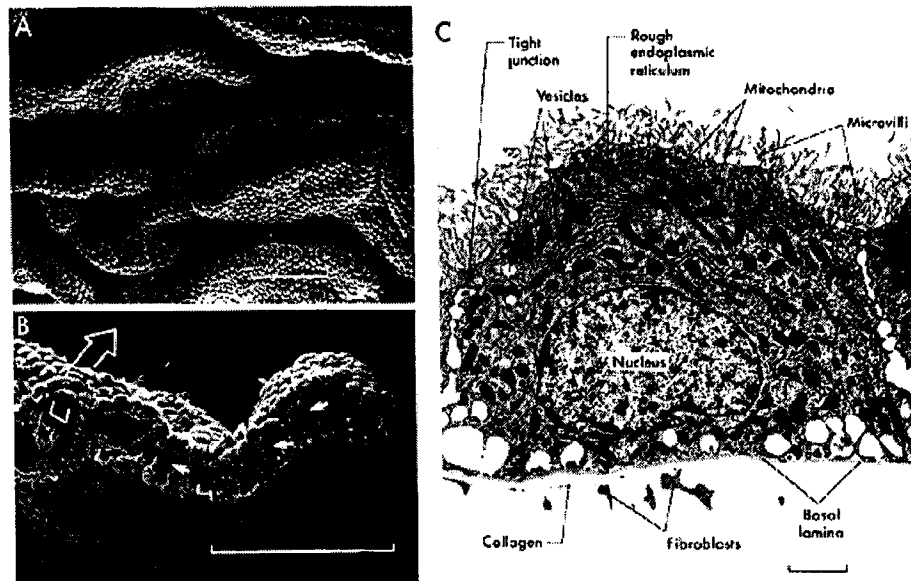 A
B
C
Tight
junction
Vesicles
Rough
endoplasmic
reticulum
Mitochondria
Microvilli
Nucleus
Collagen
Fibroblasts
Basal
lamina